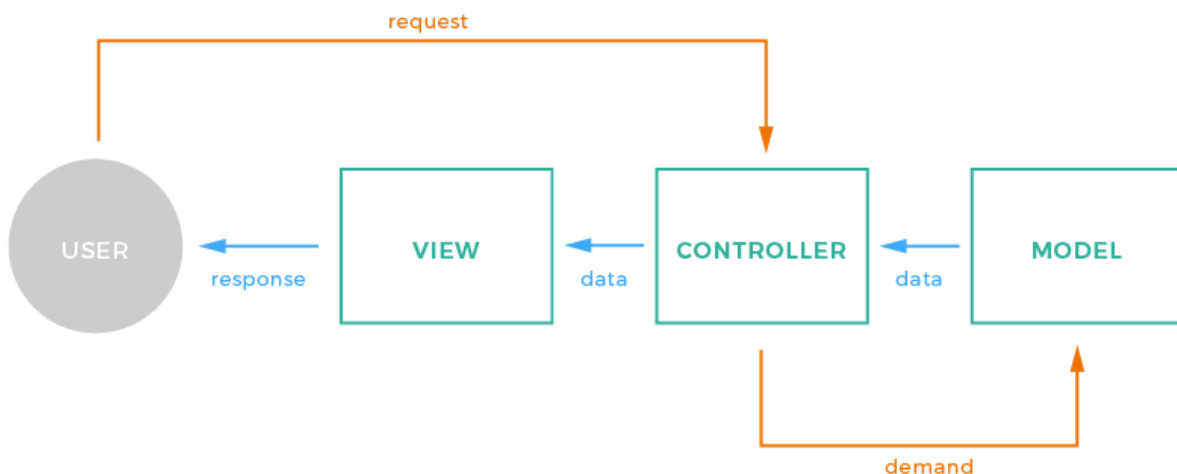 request
USER
VIEW
CONTROLLER
MODEL
response
data
data
demand